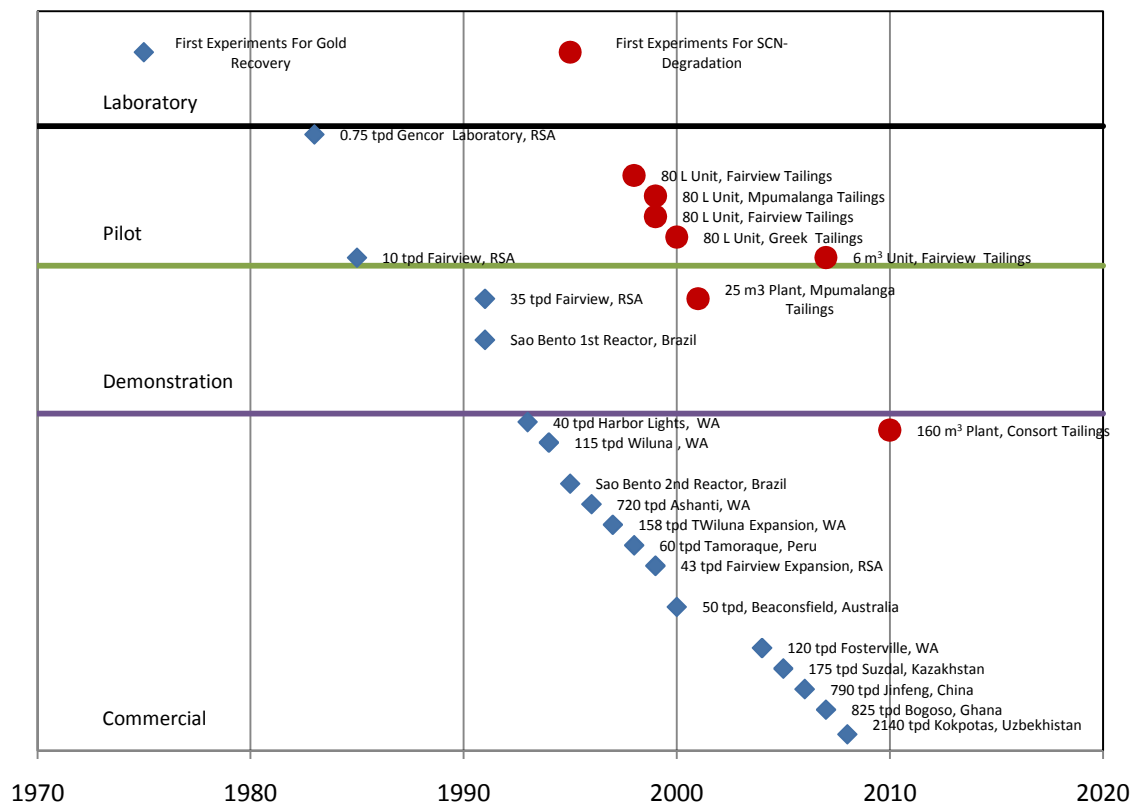 First Experiments For Gold
Recovery
First Experiments For SCN-
Degradation
Laboratory
0.75 tpd Gencor Laboratory, RSA
80 L Unit, Fairview Tailings
80 L Unit, Mpumalanga Tailings
80 L Unit, Fairview Tailings
Pilot
80 L Unit, Greek Tailings
10 tpd Fairview, RSA
6 m³ Unit, Fairview Tailings
35 tpd Fairview, RSA
25 m3 Plant, Mpumalanga
Tailings
Sao Bento 1st Reactor, Brazil
Demonstration
40 tpd Harbor Lights, WA
160 m³ Plant, Consort Tailings
115 tpd Wiluna , WA
Sao Bento 2nd Reactor, Brazil
720 tpd Ashanti, WA
158 tpd TWiluna Expansion, WA
60 tpd Tamoraque, Peru
43 tpd Fairview Expansion, RSA
50 tpd, Beaconsfield, Australia
120 tpd Fosterville, WA
175 tpd Suzdal, Kazakhstan
790 tpd Jinfeng, China
825 tpd Bogoso, Ghana
Commercial
2140 tpd Kokpotas, Uzbekhistan
1970 1980 1990 2000 2010 2020